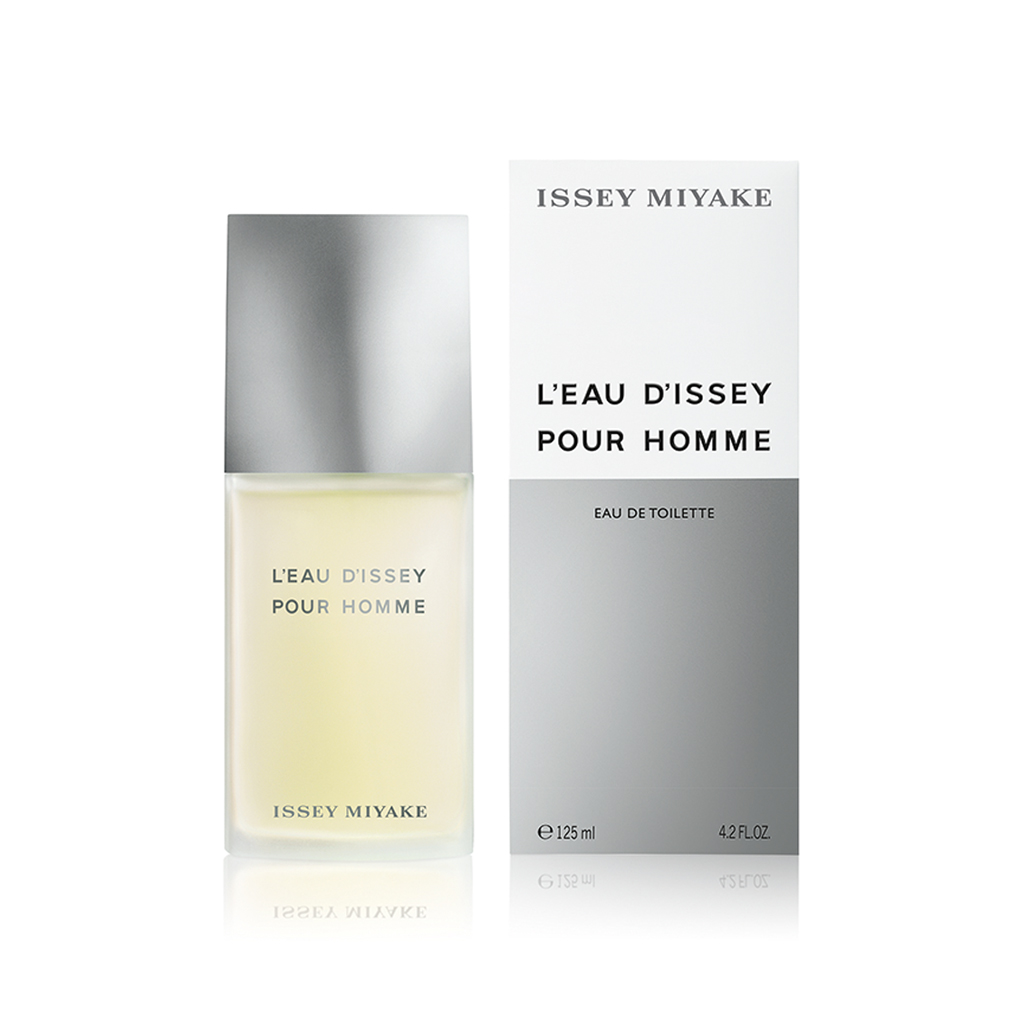 ISSEY MIYAKE
L'EAU D'ISSEY
POUR HOMME
EAU DE TOILETTE
℮ 125 ml
4.2 FL.OZ.
L'EAU D'ISSEY
POUR HOMME
ISSEY MIYAKE